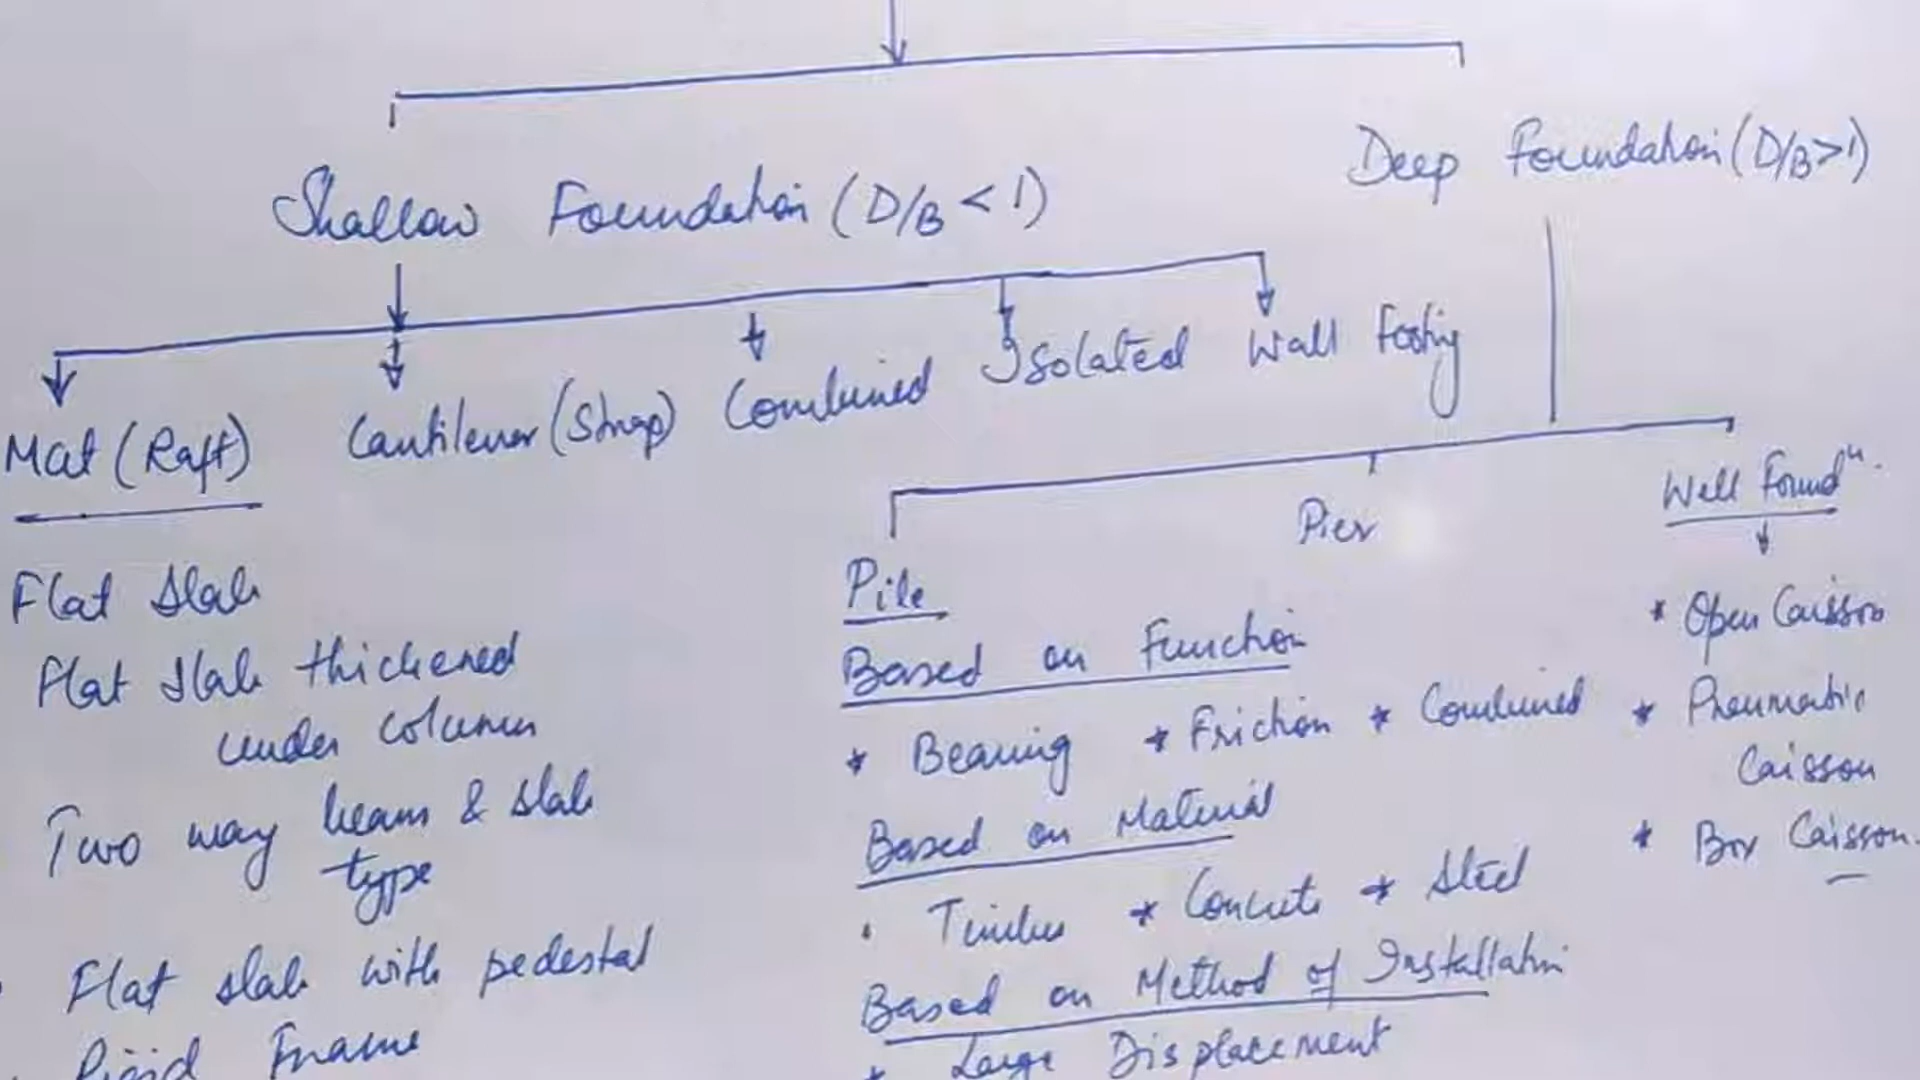 Shallow Foundation (D/B < 1)
Deep Foundation (D/B>1)
Mat (Raft)
Cantilever (Strap)
Combined
Isolated
Wall Footing
Flat Slab
Flat Slab thickened
under column
Two way beam & slab
type
Flat slab with pedestal
Rigid Frame
Pile
Based on Function
* Bearing * Friction * Combined
Based on Material
* Timber * Concrete * Steel
Based on Method of Installation
* Large Displacement
Pier
Well Foundn.
* Open Caisson
* Pneumatic
Caisson
* Box Caisson.